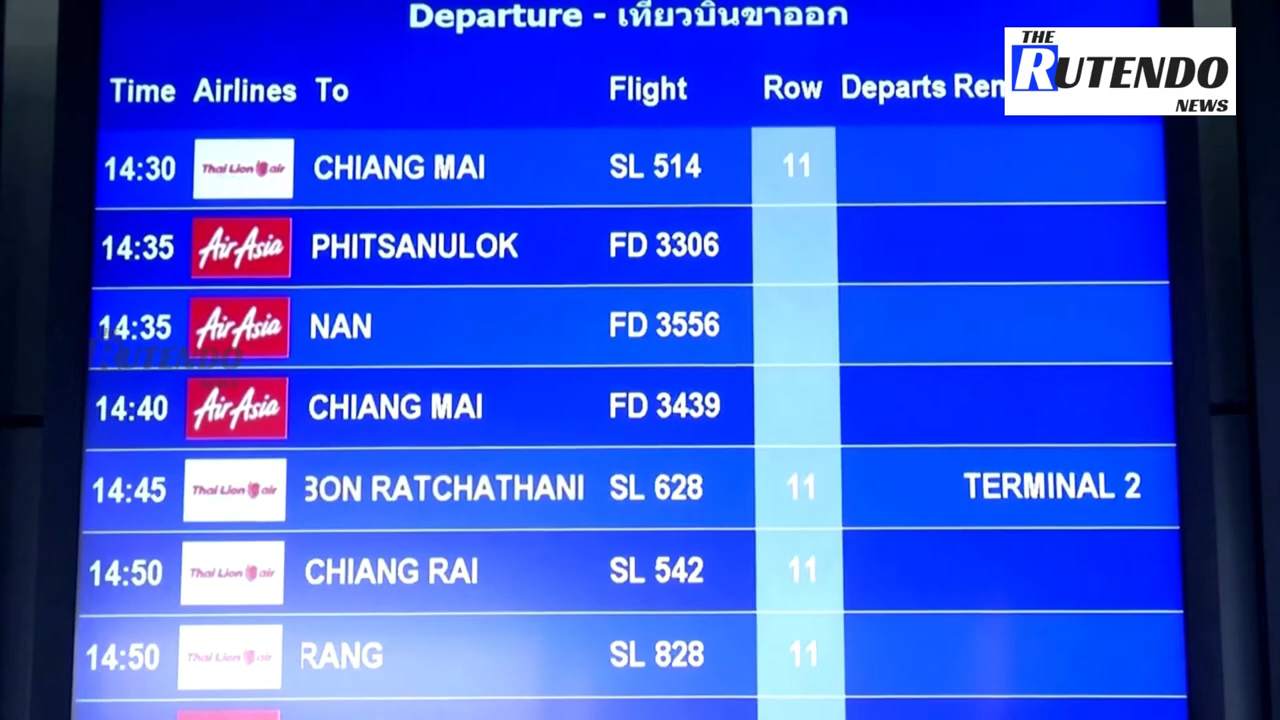 Departure - เที่ยวบินขาออก
THE
RUTENDO
NEWS
Time Airlines To Flight Row Departs
14:30 Thai Lion air CHIANG MAI SL 514 11
14:35 AirAsia PHITSANULOK FD 3306
14:35 AirAsia NAN FD 3556
RUTENDO
14:40 AirAsia CHIANG MAI FD 3439
14:45 Thai Lion air BON RATCHATHANI SL 628 11 TERMINAL 2
14:50 Thai Lion air CHIANG RAI SL 542 11
14:50 Thai Lion air RANG SL 828 11